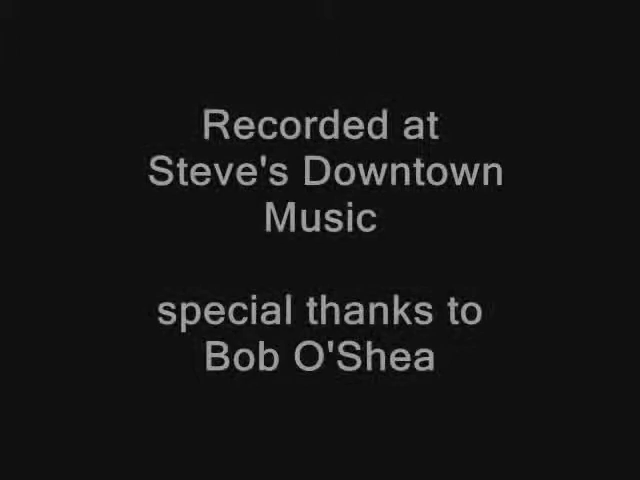 Recorded at
Steve's Downtown
Music
special thanks to
Bob O'Shea